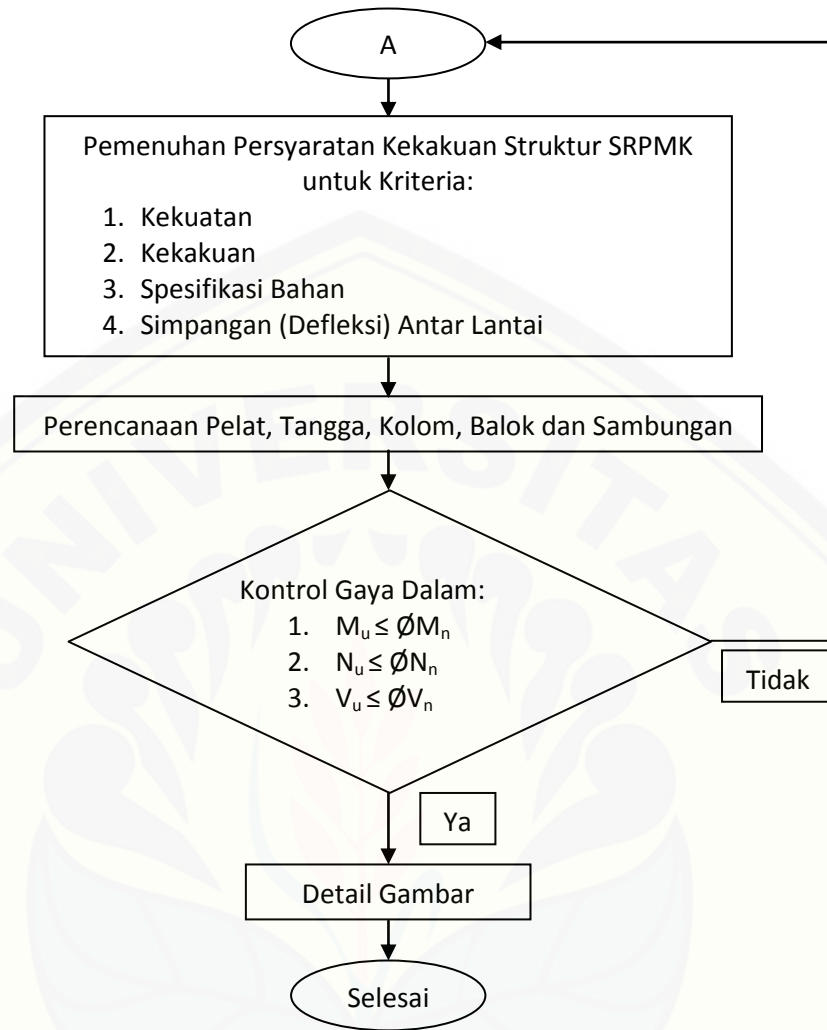 A
Pemenuhan Persyaratan Kekakuan Struktur SRPMK
untuk Kriteria:
1. Kekuatan
2. Kekakuan
3. Spesifikasi Bahan
4. Simpangan (Defleksi) Antar Lantai
Perencanaan Pelat, Tangga, Kolom, Balok dan Sambungan
Kontrol Gaya Dalam:
1. Mu ≤ ØMn
2. Nu ≤ ØNn
3. Vu ≤ ØVn
Tidak
Ya
Detail Gambar
Selesai
UNIVERSITAS